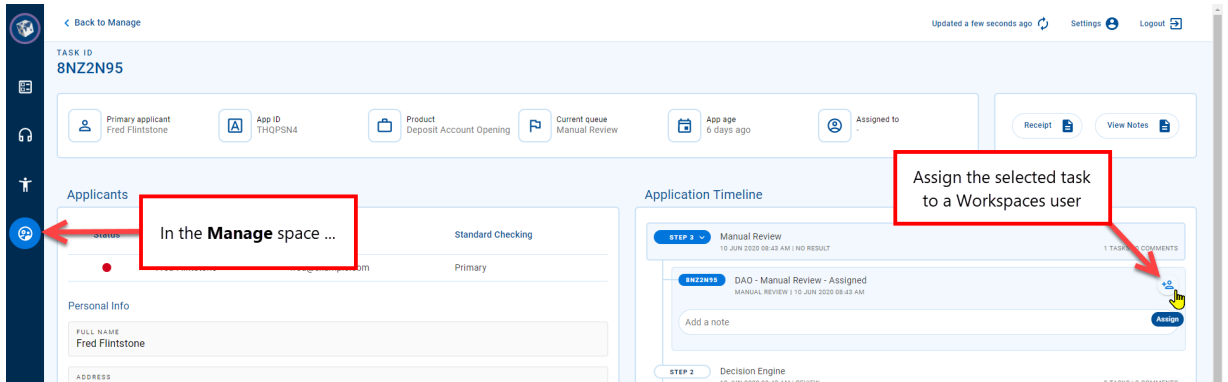 Back to Manage
Updated a few seconds ago
Settings
Logout
TASK ID
8NZ2N95
Primary applicant
Fred Flintstone
App ID
THQPSN4
Product
Deposit Account Opening
Current queue
Manual Review
App age
6 days ago
Assigned to
-
Receipt
View Notes
Assign the selected task
to a Workspaces user
Applicants
In the Manage space ...
Status
Standard Checking
Primary
Personal Info
FULL NAME
Fred Flintstone
ADDRESS
Application Timeline
STEP 3
Manual Review
10 JUN 2020 08:43 AM | NO RESULT
1 TASKS
COMMENTS
8NZ2N95
DAO - Manual Review - Assigned
MANUAL REVIEW | 10 JUN 2020 08:43 AM
Add a note
Assign
STEP 2
Decision Engine